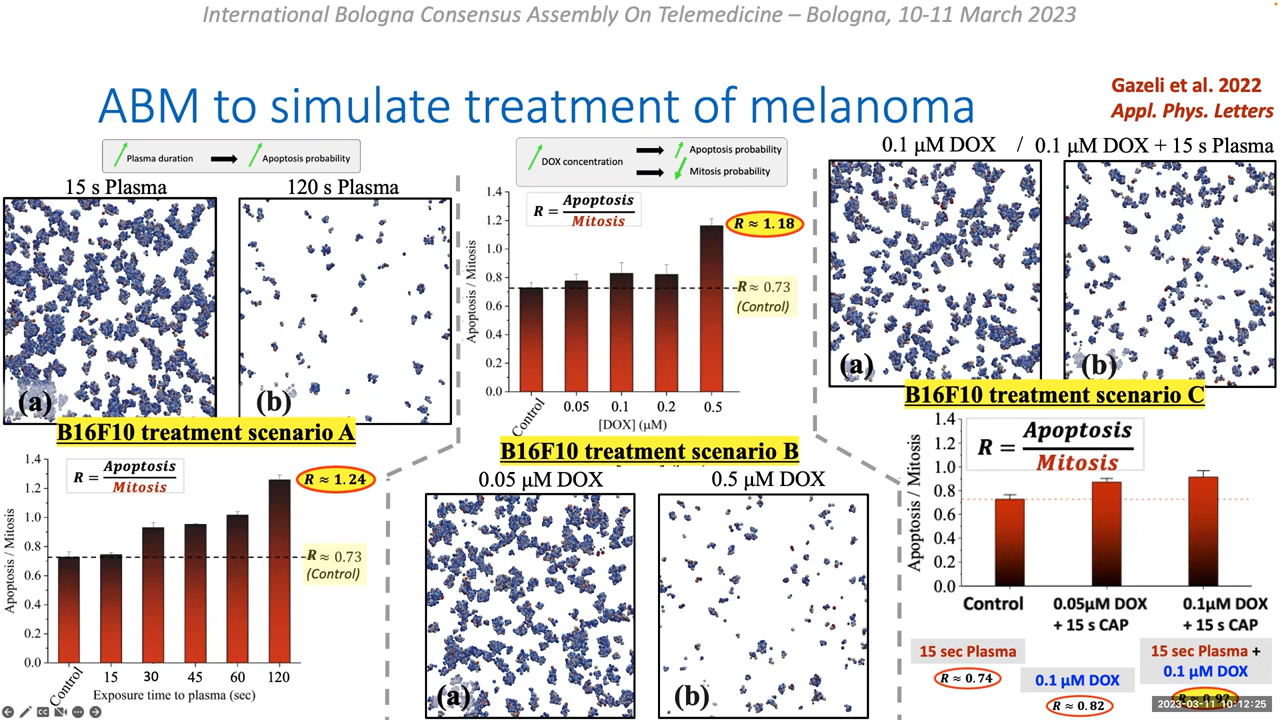 International Bologna Consensus Assembly On Telemedicine – Bologna, 10-11 March 2023
ABM to simulate treatment of melanoma
Gazeli et al. 2022
Appl. Phys. Letters
Plasma duration
Apoptosis probability
15 s Plasma
120 s Plasma
(a)
(b)
B16F10 treatment scenario A
1.4
1.2
1.0
0.8
0.6
0.4
0.2
0.0
Apoptosis / Mitosis
R = Apoptosis
Mitosis
R ≈ 1.24
R ≈ 0.73
(Control)
Control
15
30
45
60
120
Exposure time to plasma (sec)
DOX concentration
Apoptosis probability
Mitosis probability
1.4
1.2
1.0
0.8
0.6
0.4
0.2
0.0
Apoptosis / Mitosis
R = Apoptosis
Mitosis
R ≈ 1.18
R ≈ 0.73
(Control)
Control
0.05
0.1
0.2
0.5
[DOX] (μM)
B16F10 treatment scenario B
0.05 μM DOX
0.5 μM DOX
(a)
(b)
0.1 μM DOX / 0.1 μM DOX + 15 s Plasma
(a)
(b)
B16F10 treatment scenario C
1.4
1.2
1.0
0.8
0.6
0.4
0.2
0.0
Apoptosis / Mitosis
R = Apoptosis
Mitosis
Control
0.05μM DOX
+ 15 s CAP
0.1μM DOX
+ 15 s CAP
15 sec Plasma
R ≈ 0.74
0.1 μM DOX
R ≈ 0.82
15 sec Plasma +
0.1 μM DOX
2023-03-11 10:12:25
CC